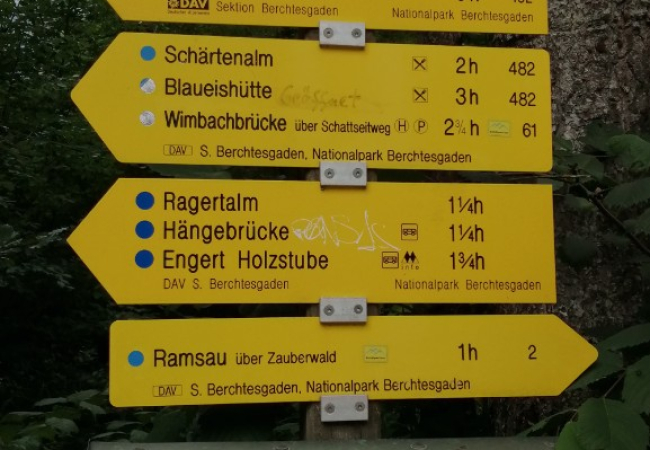 DAV
Sektion Berchtesgaden
Nationalpark Berchtesgaden
Schärtenalm 2h 482
Blaueishütte Geöffnet 3h 482
Wimbachbrücke über Schattseitweg H P 2¾h 61
DAV S. Berchtesgaden, Nationalpark Berchtesgaden
Ragertalm 1¼h
Hängebrücke 1¼h
Engert Holzstube info 1¾h
DAV S. Berchtesgaden Nationalpark Berchtesgaden
Ramsau über Zauberwald 1h 2
DAV S. Berchtesgaden, Nationalpark Berchtesgaden